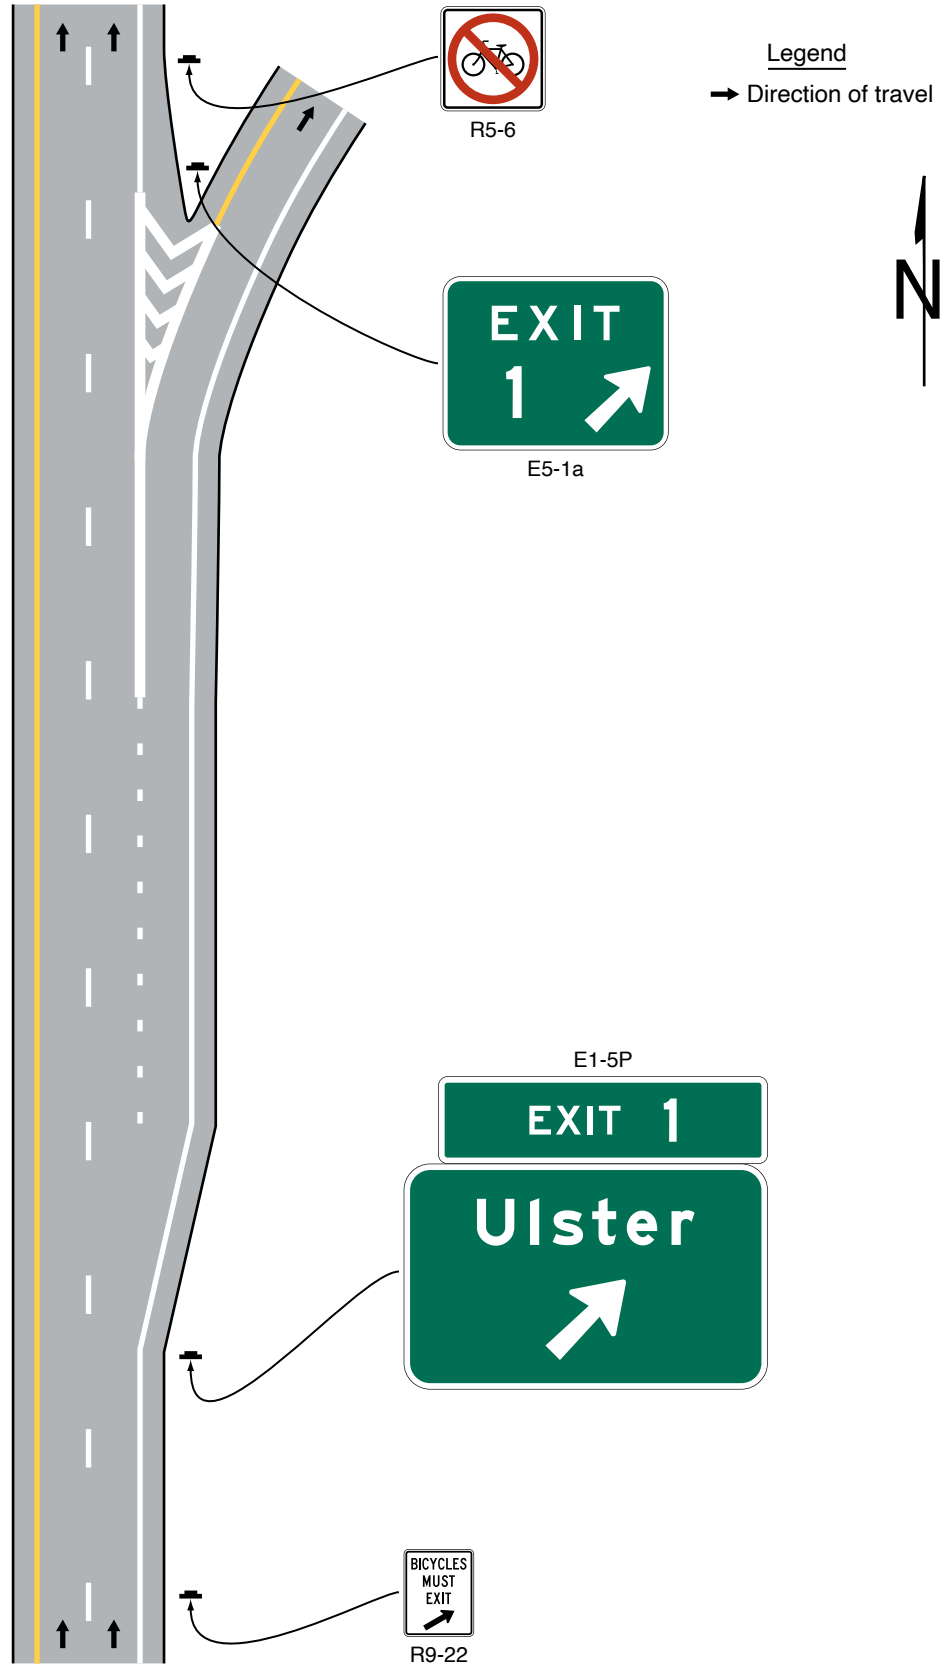 R5-6
Legend
Direction of travel
N
EXIT
1
E5-1a
E1-5P
EXIT 1
Ulster
BICYCLES
MUST
EXIT
R9-22